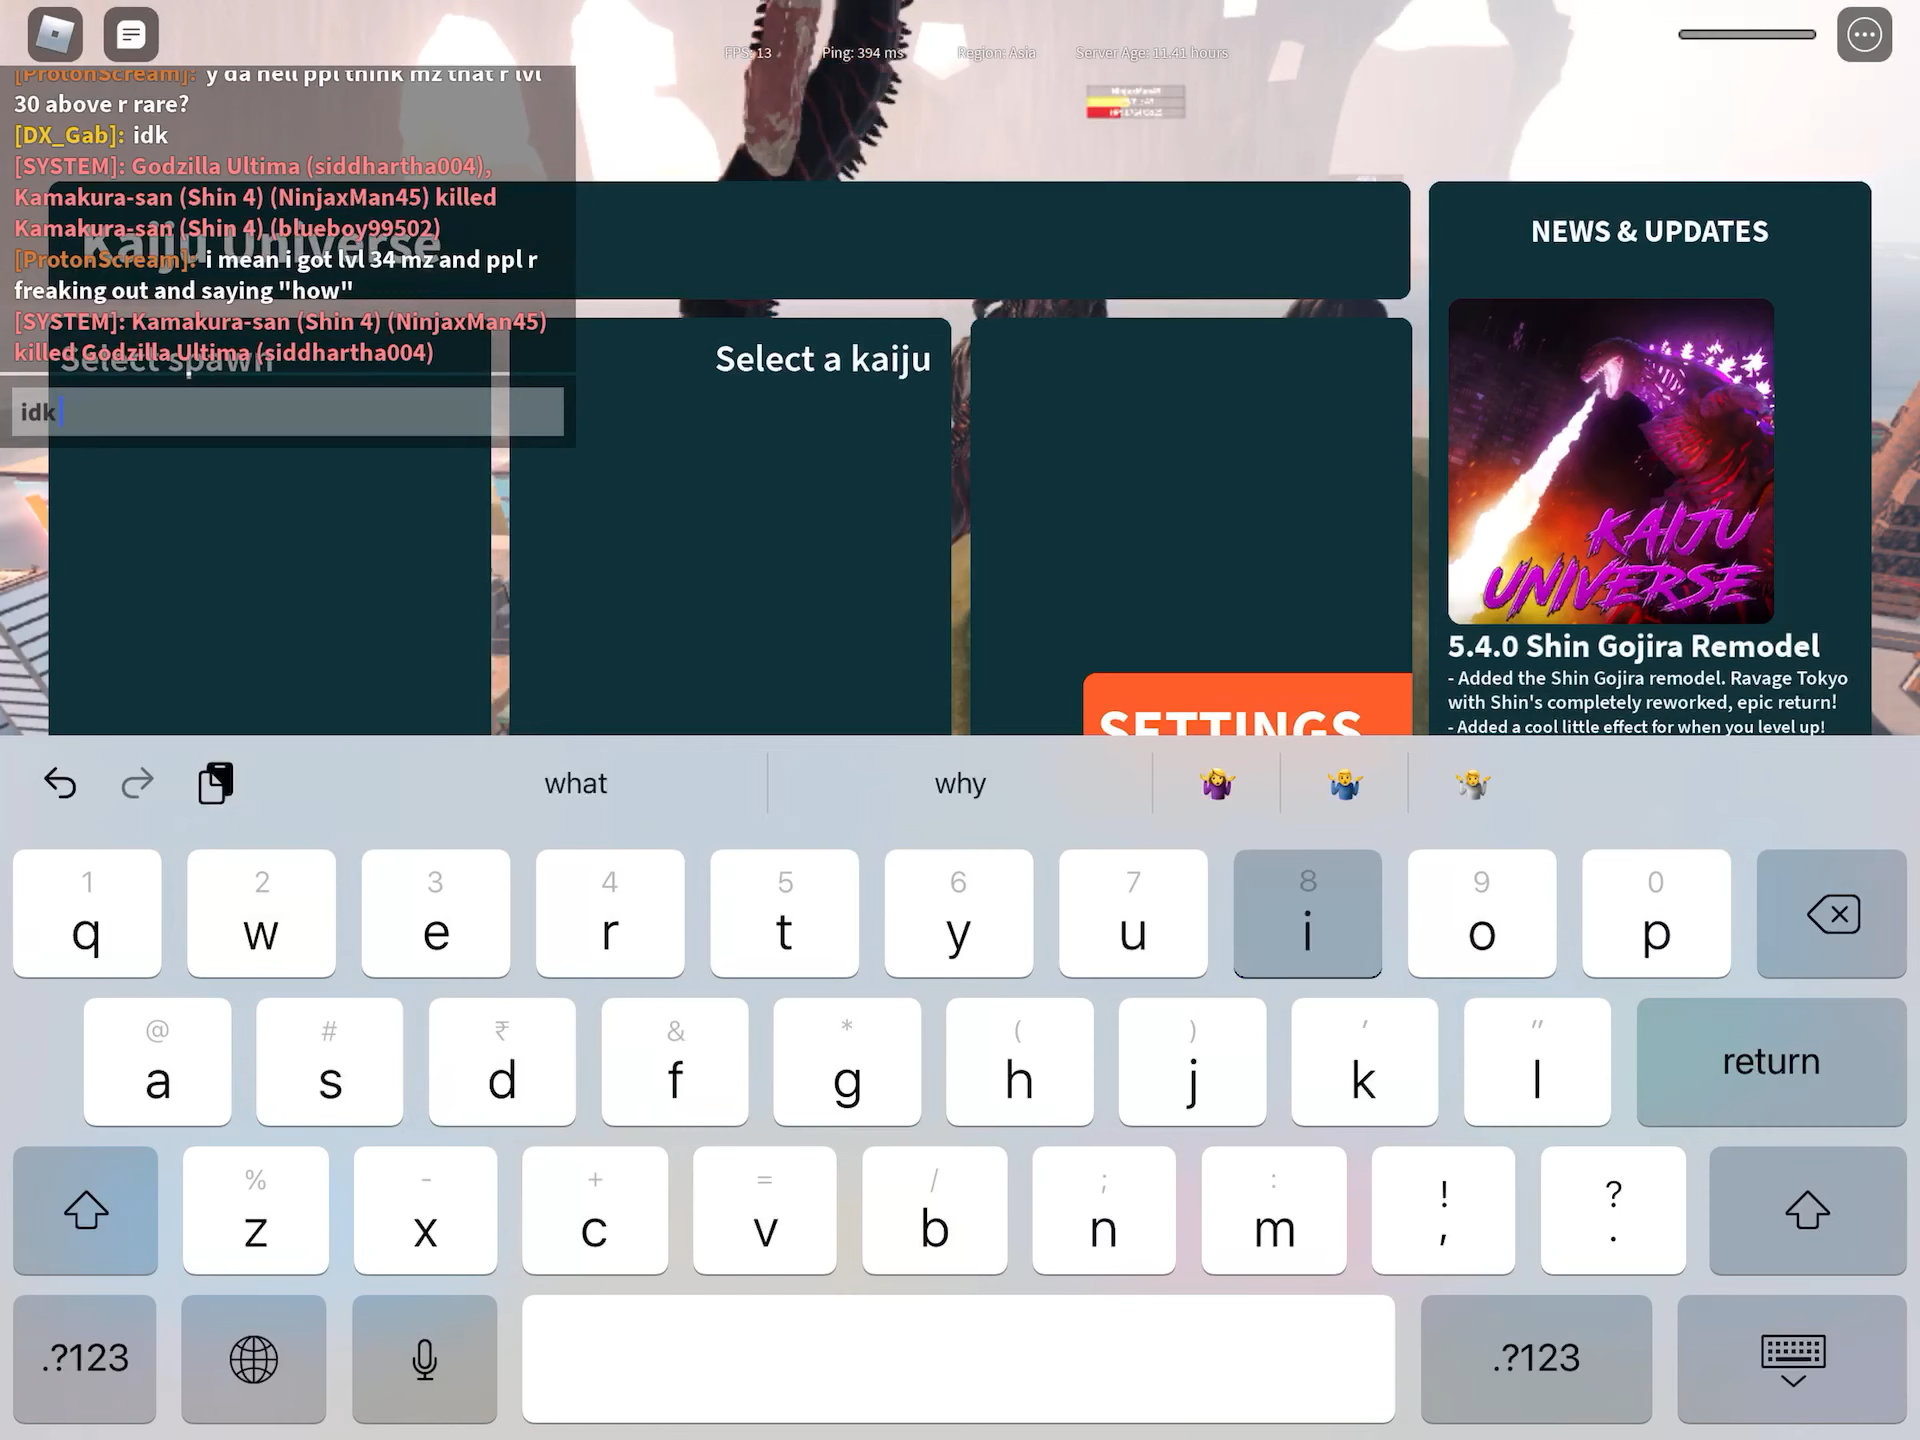 FPS: 13 Ping: 394 ms Region: Asia Server Age: 11.41 hours
[ProtonScream]: y da hell ppl think mz that r lvl
30 above r rare?
[DX_Gab]: idk
[SYSTEM]: Godzilla Ultima (siddhartha004),
Kamakura-san (Shin 4) (NinjaxMan45) killed
Kamakura-san (Shin 4) (blueboy99502)
[ProtonScream]: i mean i got lvl 34 mz and ppl r
freaking out and saying "how"
[SYSTEM]: Kamakura-san (Shin 4) (NinjaxMan45)
killed Godzilla Ultima (siddhartha004)
idk
Kaiju Universe
Select spawn
Select a kaiju
SETTINGS
NEWS & UPDATES
KAIJU
UNIVERSE
5.4.0 Shin Gojira Remodel
- Added the Shin Gojira remodel. Ravage Tokyo
with Shin's completely reworked, epic return!
- Added a cool little effect for when you level up!
what why
1 2 3 4 5 6 7 8 9 0
q w e r t y u i o p
@ # ₹ & * ( ) ' "
a s d f g h j k l return
% - + = / ; : ! ?
z x c v b n m , .
.?123 .?123